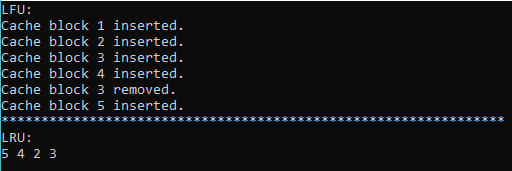 LFU:
Cache block 1 inserted.
Cache block 2 inserted.
Cache block 3 inserted.
Cache block 4 inserted.
Cache block 3 removed.
Cache block 5 inserted.
***************************************************************
LRU:
5 4 2 3